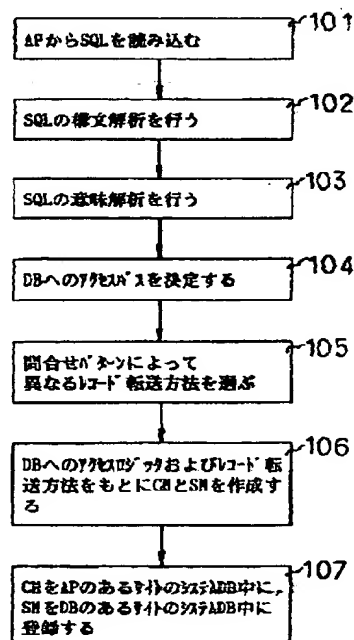 101
APからSQLを読み込む
102
SQLの構文解析を行う
103
SQLの意味解析を行う
104
DBへのアクセスパスを決定する
105
問合せパターンによって
異なるレコード転送方法を選ぶ
106
DBへのアクセスロジックおよびレコード転
送方法をもとにCMとSMを作成す
る
107
CMをAPのあるサイトのシステムDB中に,
SMをDBのあるサイトのシステムDB中に
登録する